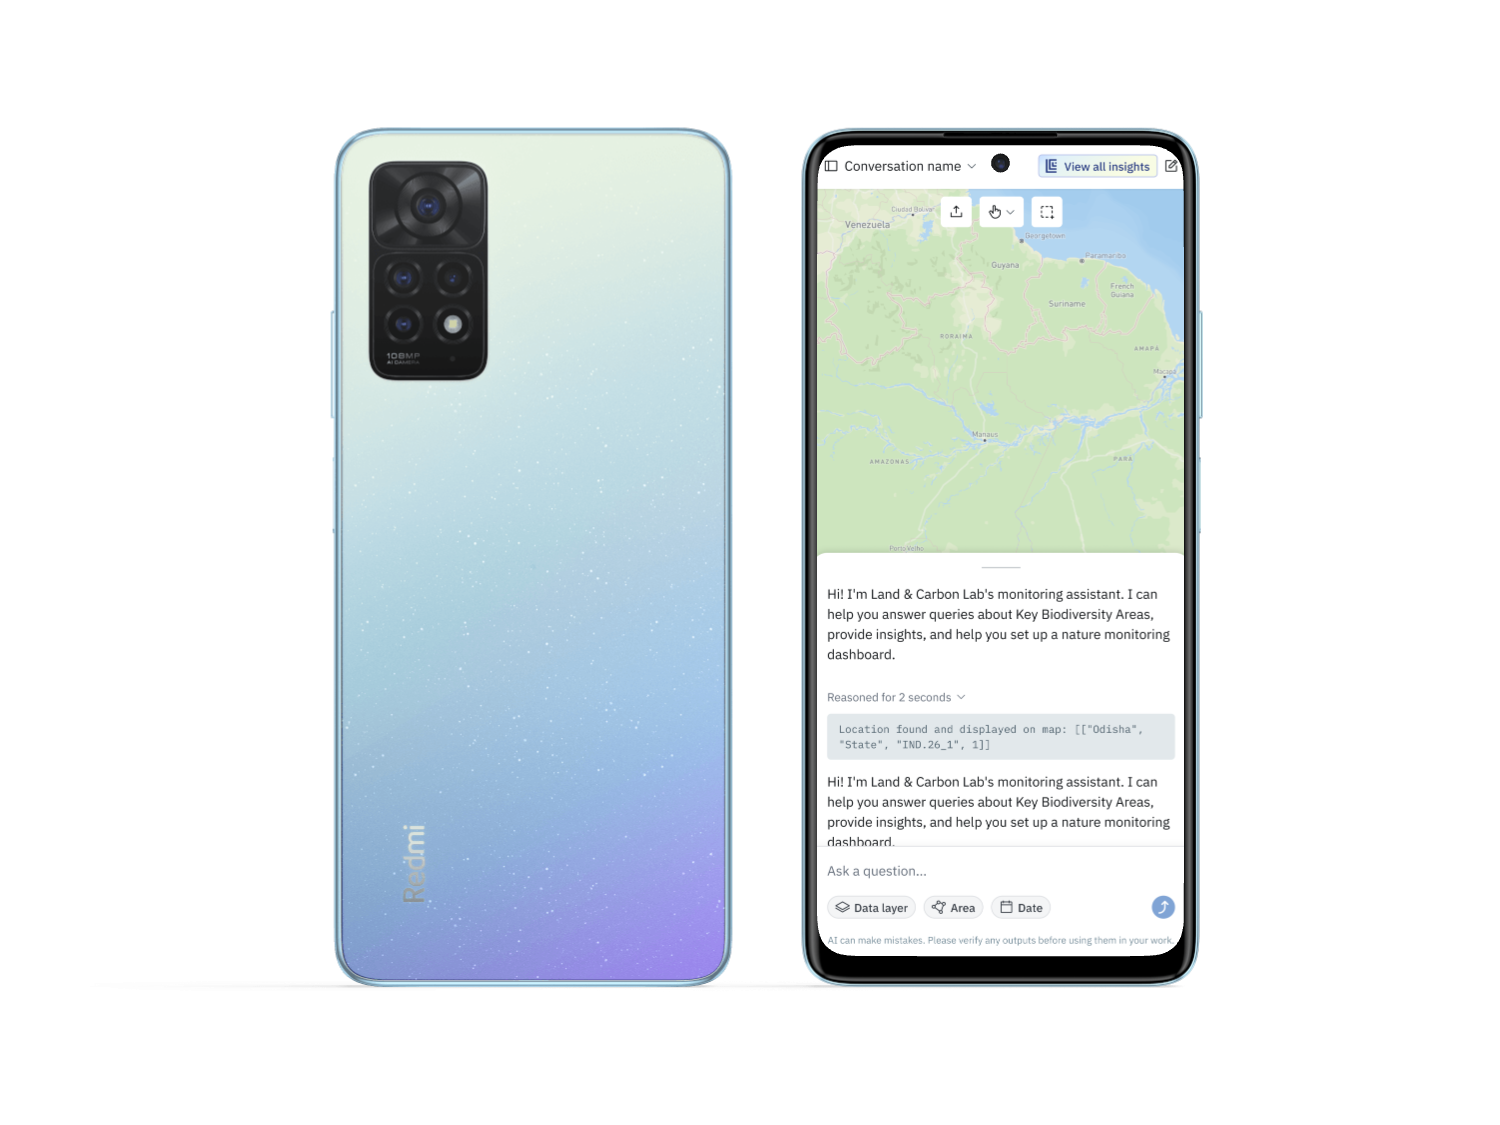 108MP
AI CAMERA
Redmi
Conversation name
View all insights
Ciudad Bolívar
Venezuela
Georgetown
Paramaribo
Guyana
French
Guiana
Suriname
RORAIMA
AMAPÁ
Macapá
Manaus
AMAZONAS
PARÁ
Porto Velho
Hi! I'm Land & Carbon Lab's monitoring assistant. I can
help you answer queries about Key Biodiversity Areas,
provide insights, and help you set up a nature monitoring
dashboard.
Reasoned for 2 seconds
Location found and displayed on map: [["Odisha",
"State", "IND.26_1", 1]]
Hi! I'm Land & Carbon Lab's monitoring assistant. I can
help you answer queries about Key Biodiversity Areas,
provide insights, and help you set up a nature monitoring
dashboard.
Ask a question...
Data layer
Area
Date
AI can make mistakes. Please verify any outputs before using them in your work.